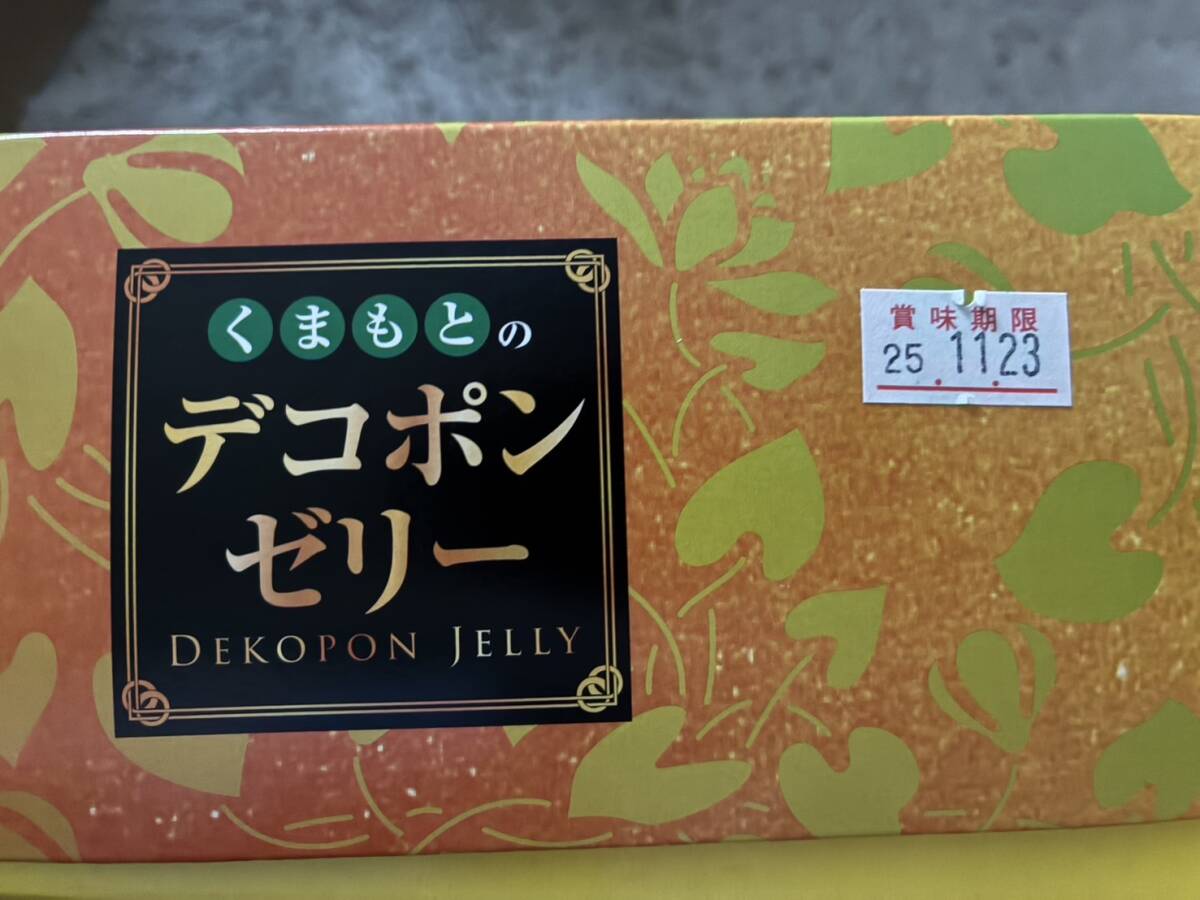 くまもとの
デコポン
ゼリー
DEKOPON JELLY
賞味期限
25.11.23